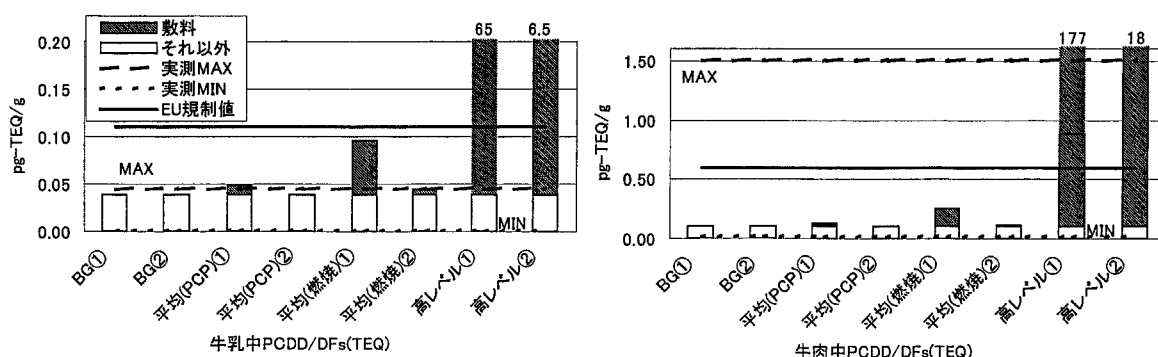 65 6.5
0.20
0.15
0.10
0.05
0.00
pg-TEQ/g
敷料
それ以外
実測MAX
実測MIN
EU規制値
MAX
MIN
BG①
BG②
平均(PCP)①
平均(PCP)②
平均(燃焼)①
平均(燃焼)②
高レベル①
高レベル②
牛乳中PCDD/DFs(TEQ)
177 18
1.50
1.00
0.50
0.00
pg-TEQ/g
MAX
MIN
BG①
BG②
平均(PCP)①
平均(PCP)②
平均(燃焼)①
平均(燃焼)②
高レベル①
高レベル②
牛肉中PCDD/DFs(TEQ)